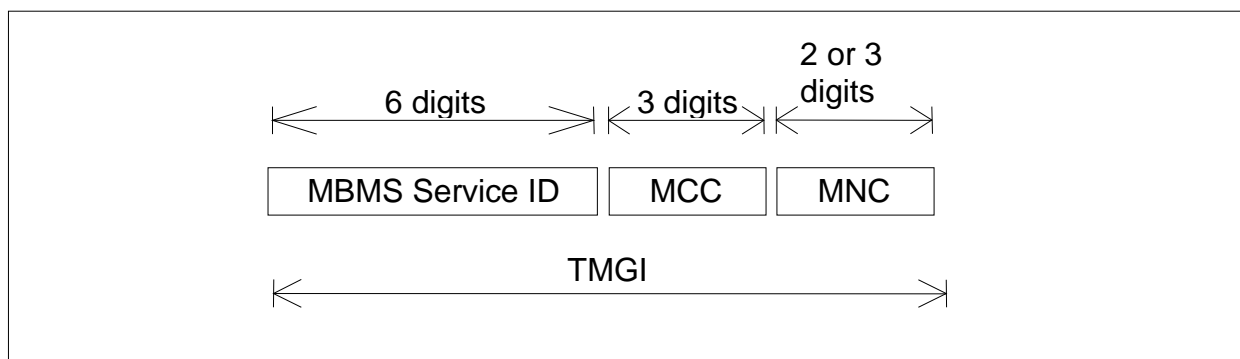 2 or 3
digits
6 digits
3 digits
MBMS Service ID
MCC
MNC
TMGI